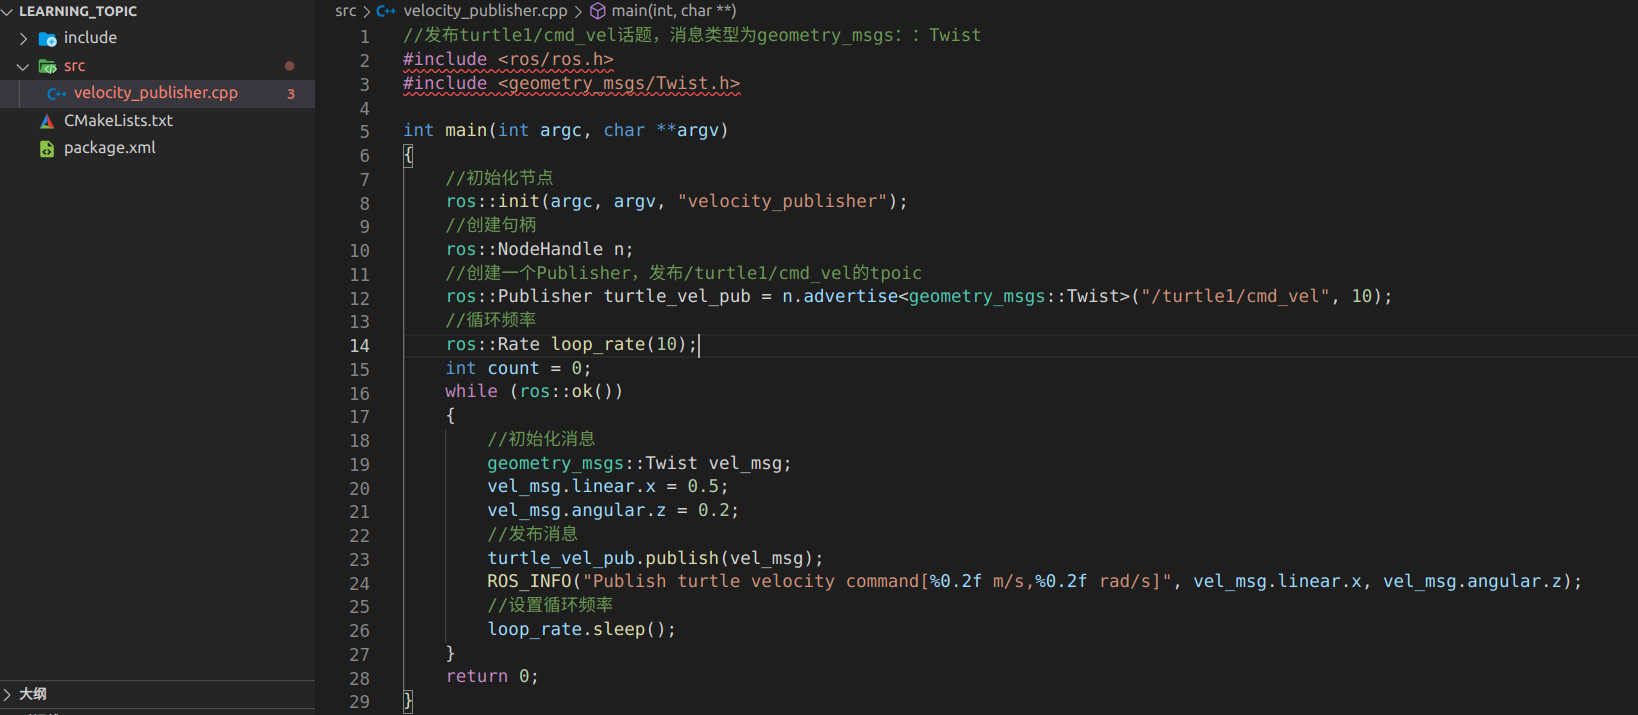 LEARNING_TOPIC
include
src
velocity_publisher.cpp 3
CMakeLists.txt
package.xml
大纲
src > C++ velocity_publisher.cpp > main(int, char **)
1 //发布turtle1/cmd_vel话题，消息类型为geometry_msgs：：Twist
2 #include <ros/ros.h>
3 #include <geometry_msgs/Twist.h>
4
5 int main(int argc, char **argv)
6 {
7 //初始化节点
8 ros::init(argc, argv, "velocity_publisher");
9 //创建句柄
10 ros::NodeHandle n;
11 //创建一个Publisher，发布/turtle1/cmd_vel的tpoic
12 ros::Publisher turtle_vel_pub = n.advertise<geometry_msgs::Twist>("/turtle1/cmd_vel", 10);
13 //循环频率
14 ros::Rate loop_rate(10);
15 int count = 0;
16 while (ros::ok())
17 {
18 //初始化消息
19 geometry_msgs::Twist vel_msg;
20 vel_msg.linear.x = 0.5;
21 vel_msg.angular.z = 0.2;
22 //发布消息
23 turtle_vel_pub.publish(vel_msg);
24 ROS_INFO("Publish turtle velocity command[%0.2f m/s,%0.2f rad/s]", vel_msg.linear.x, vel_msg.angular.z);
25 //设置循环频率
26 loop_rate.sleep();
27 }
28 return 0;
29 }